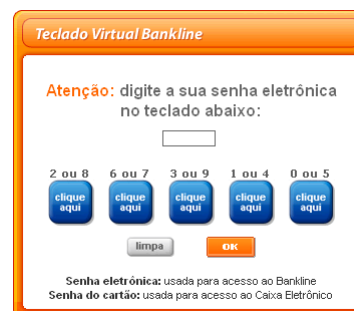 Teclado Virtual Bankline
Atenção: digite a sua senha eletrônica
no teclado abaixo:
2 ou 8 6 ou 7 3 ou 9 1 ou 4 0 ou 5
clique clique clique clique clique
aqui aqui aqui aqui aqui
limpa OK
Senha eletrônica: usada para acesso ao Bankline
Senha do cartão: usada para acesso ao Caixa Eletrônico